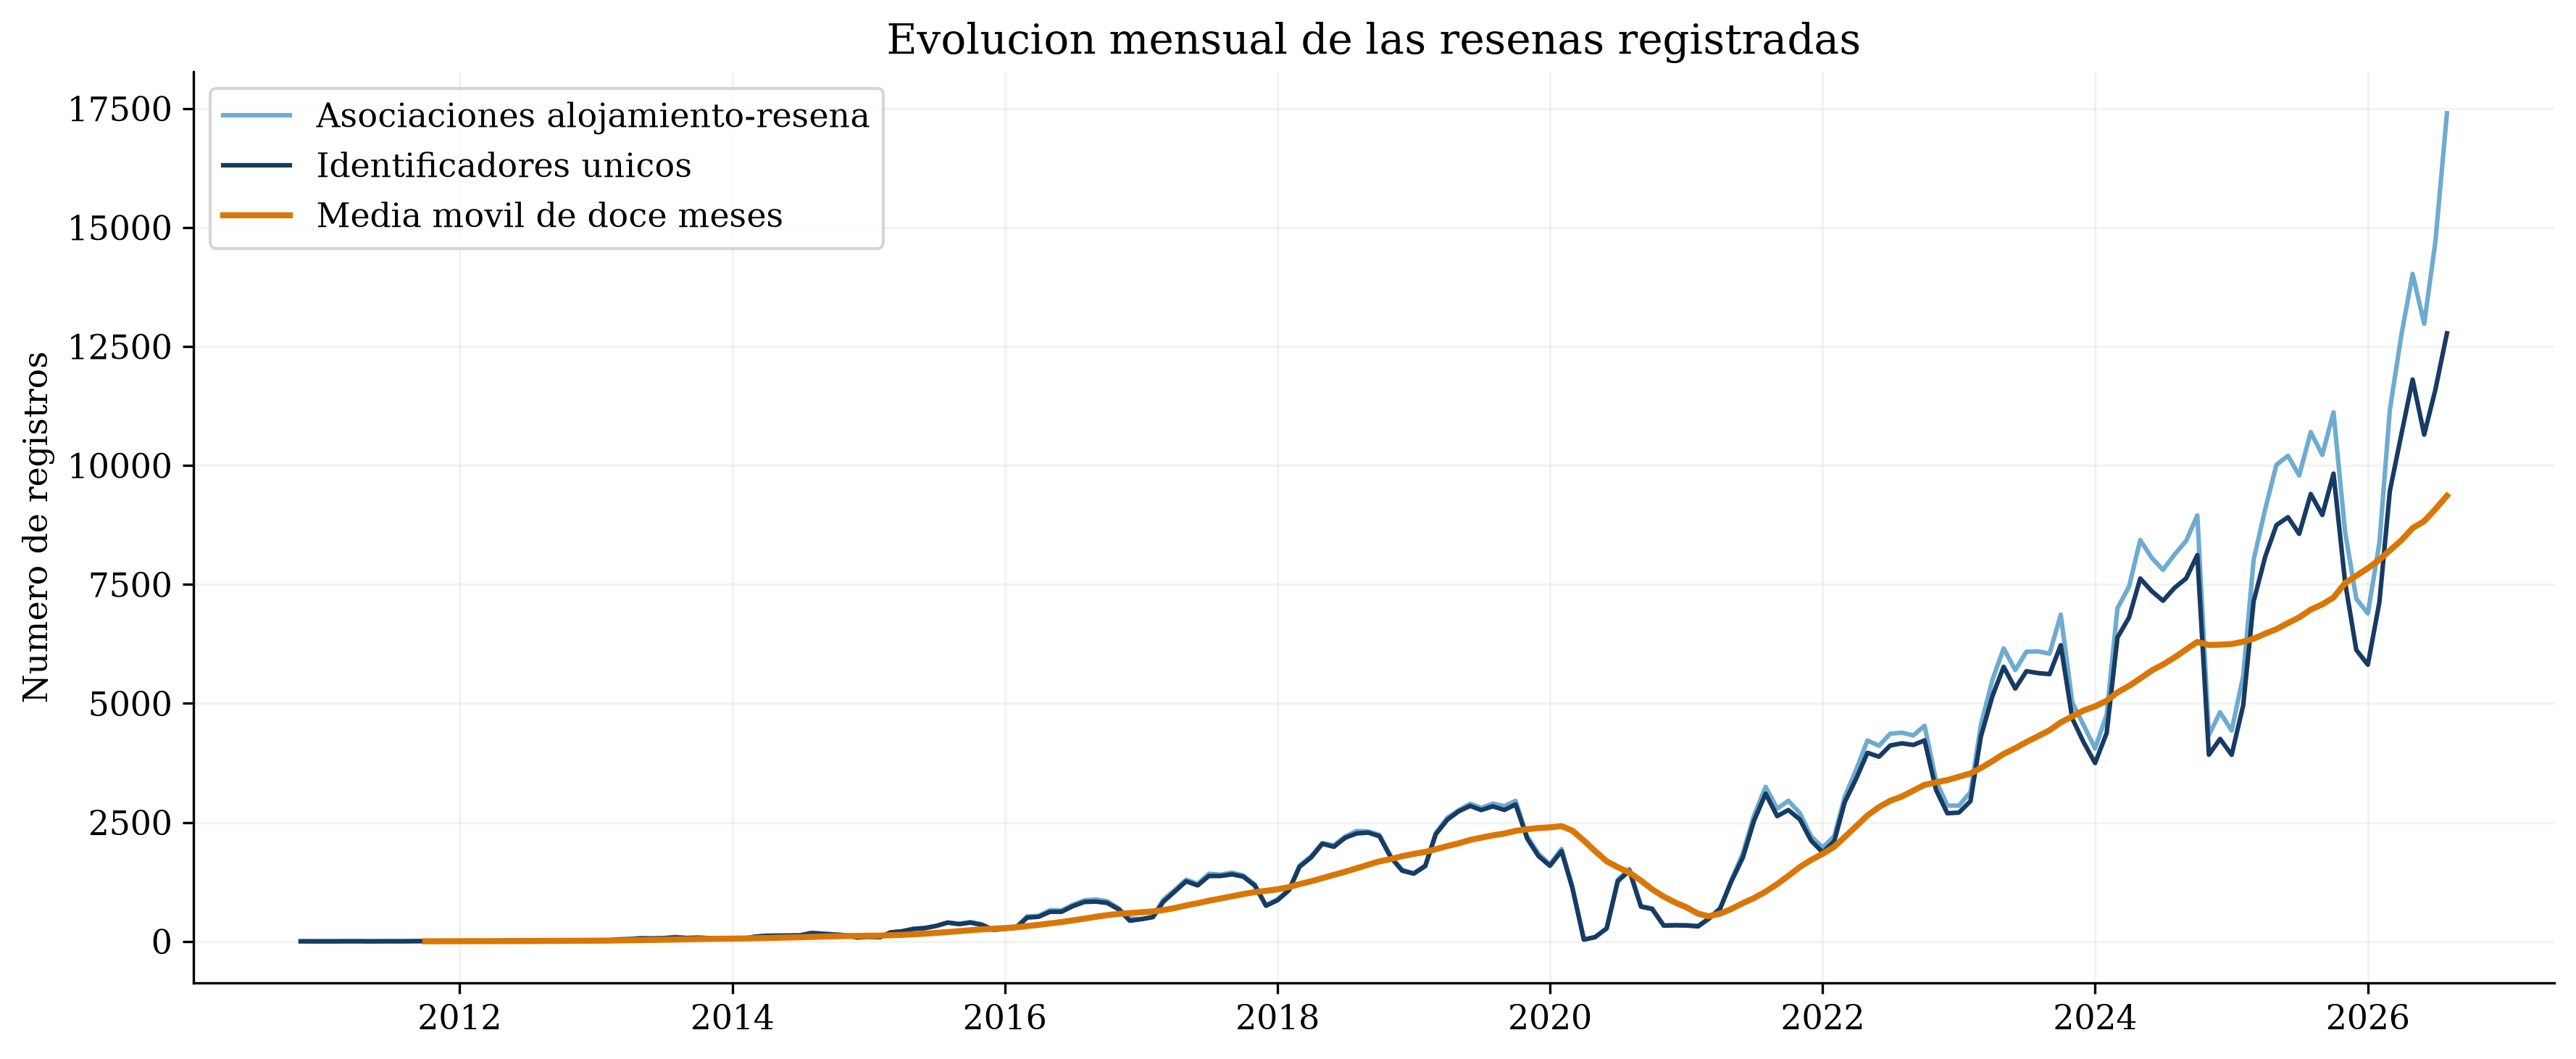 Evolucion mensual de las resenas registradas
Asociaciones alojamiento-resena
Identificadores unicos
Media movil de doce meses
Numero de registros
17500
15000
12500
10000
7500
5000
2500
0
2012 2014 2016 2018 2020 2022 2024 2026